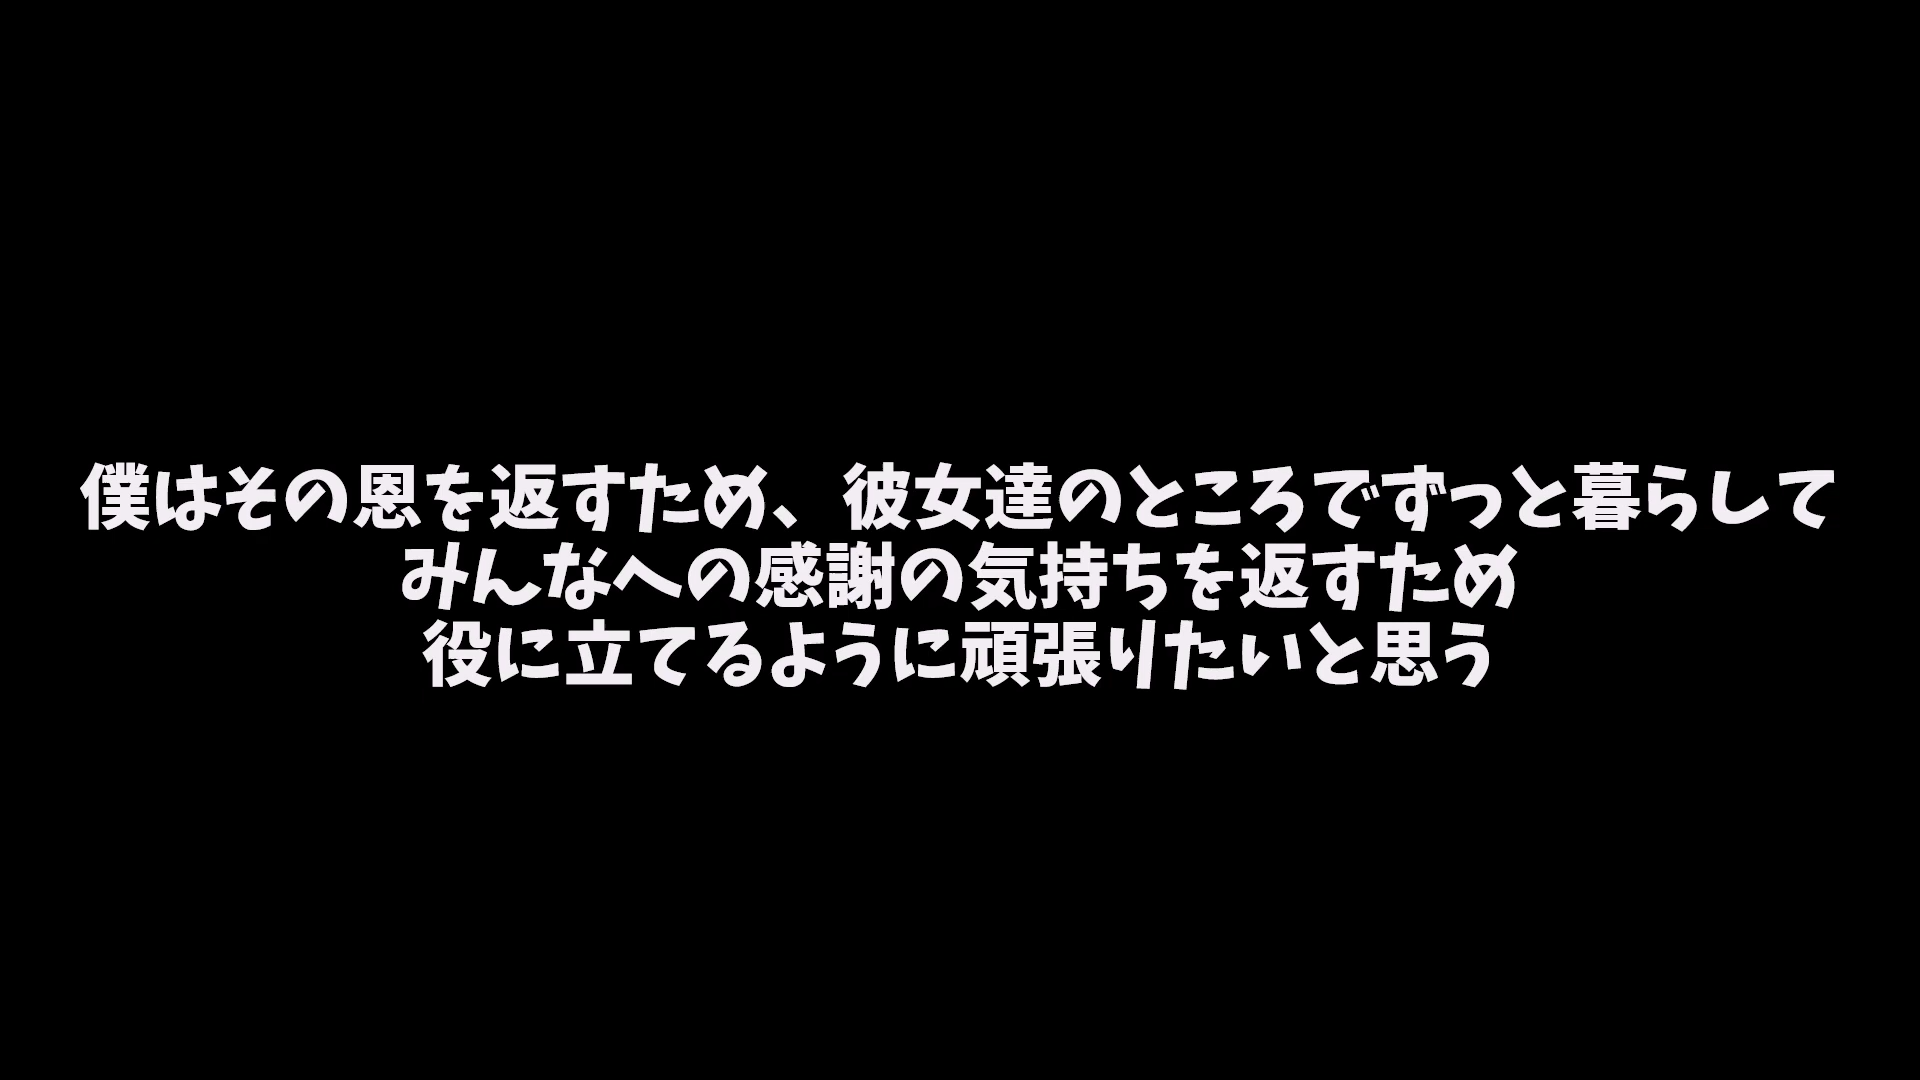 僕はその恩を返すため、彼女達のところでずっと暮らして
みんなへの感謝の気持ちを返すため
役に立てるように頑張りたいと思う